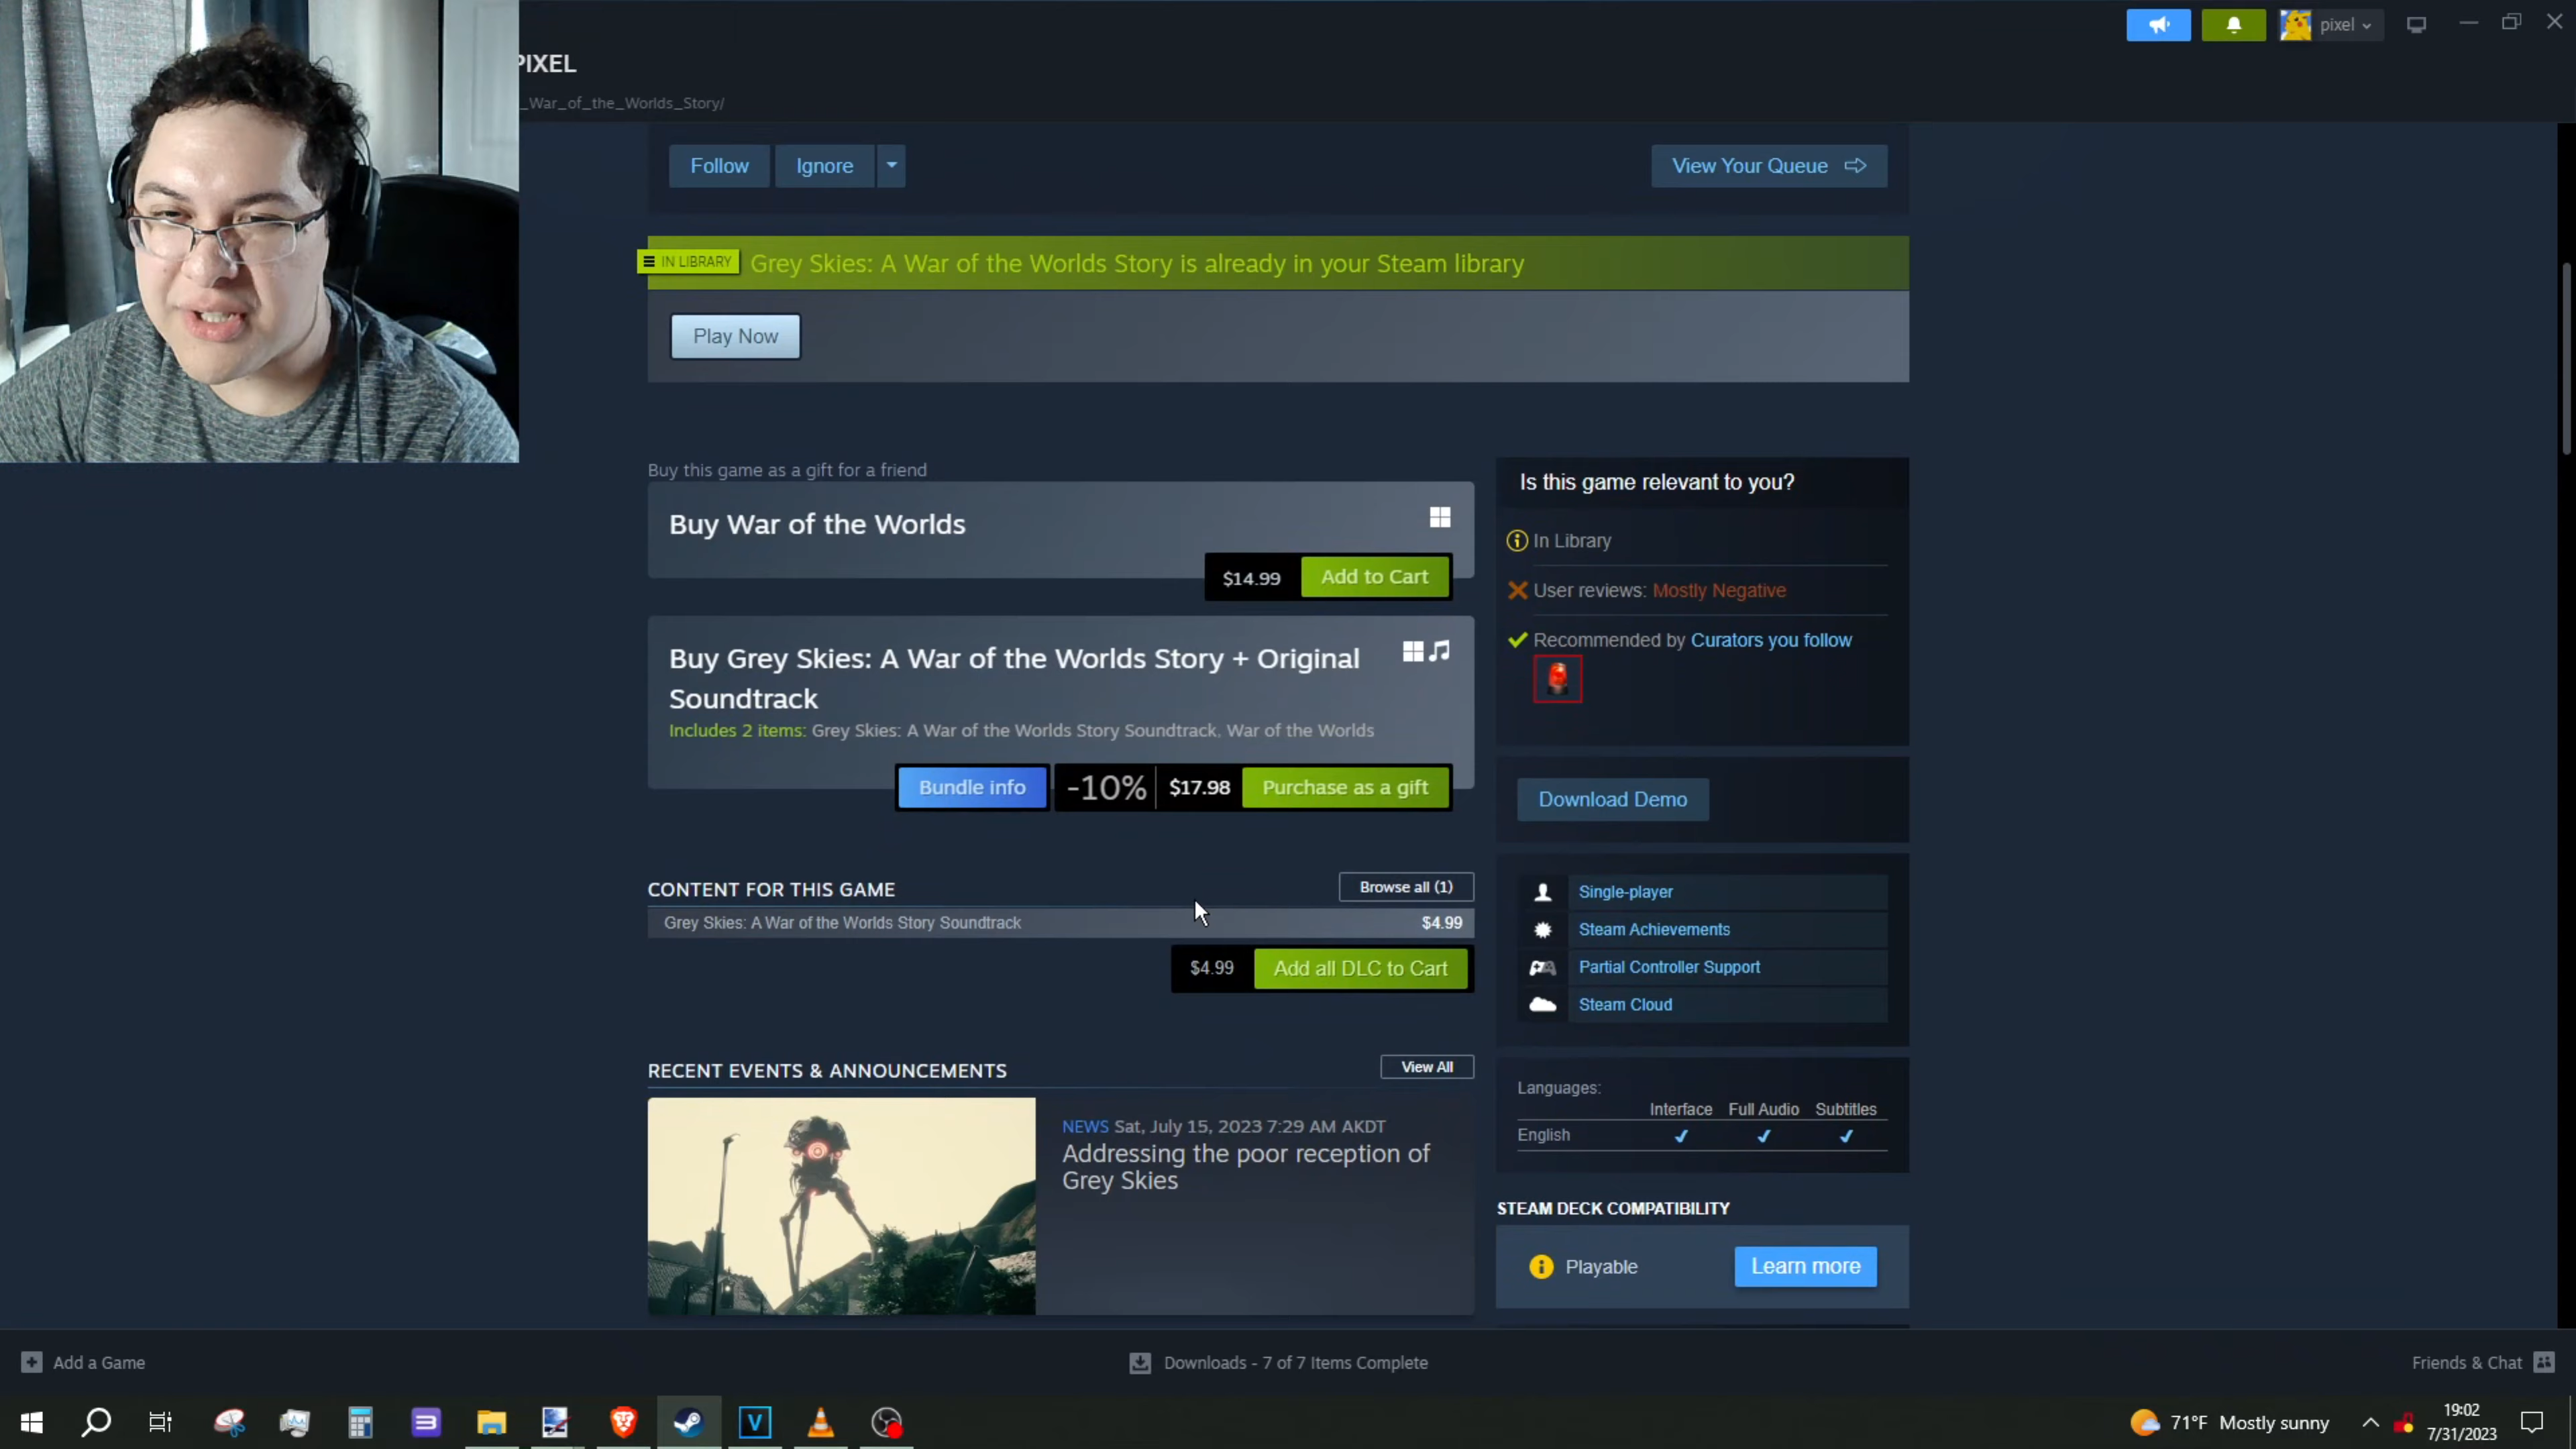 pixel
PIXEL
_War_of_the_Worlds_Story/
Follow
Ignore
View Your Queue
IN LIBRARY
Grey Skies: A War of the Worlds Story is already in your Steam library
Play Now
Buy this game as a gift for a friend
Buy War of the Worlds
$14.99
Add to Cart
Buy Grey Skies: A War of the Worlds Story + Original
Soundtrack
Includes 2 items: Grey Skies: A War of the Worlds Story Soundtrack, War of the Worlds
Bundle info
-10%
$17.98
Purchase as a gift
CONTENT FOR THIS GAME
Browse all (1)
Grey Skies: A War of the Worlds Story Soundtrack
$4.99
$4.99
Add all DLC to Cart
RECENT EVENTS & ANNOUNCEMENTS
View All
NEWS Sat, July 15, 2023 7:29 AM AKDT
Addressing the poor reception of
Grey Skies
Is this game relevant to you?
In Library
User reviews: Mostly Negative
Recommended by Curators you follow
Download Demo
Single-player
Steam Achievements
Partial Controller Support
Steam Cloud
Languages:
Interface Full Audio Subtitles
English
STEAM DECK COMPATIBILITY
Playable
Learn more
Add a Game
Downloads - 7 of 7 Items Complete
Friends & Chat
71°F Mostly sunny
19:02
7/31/2023